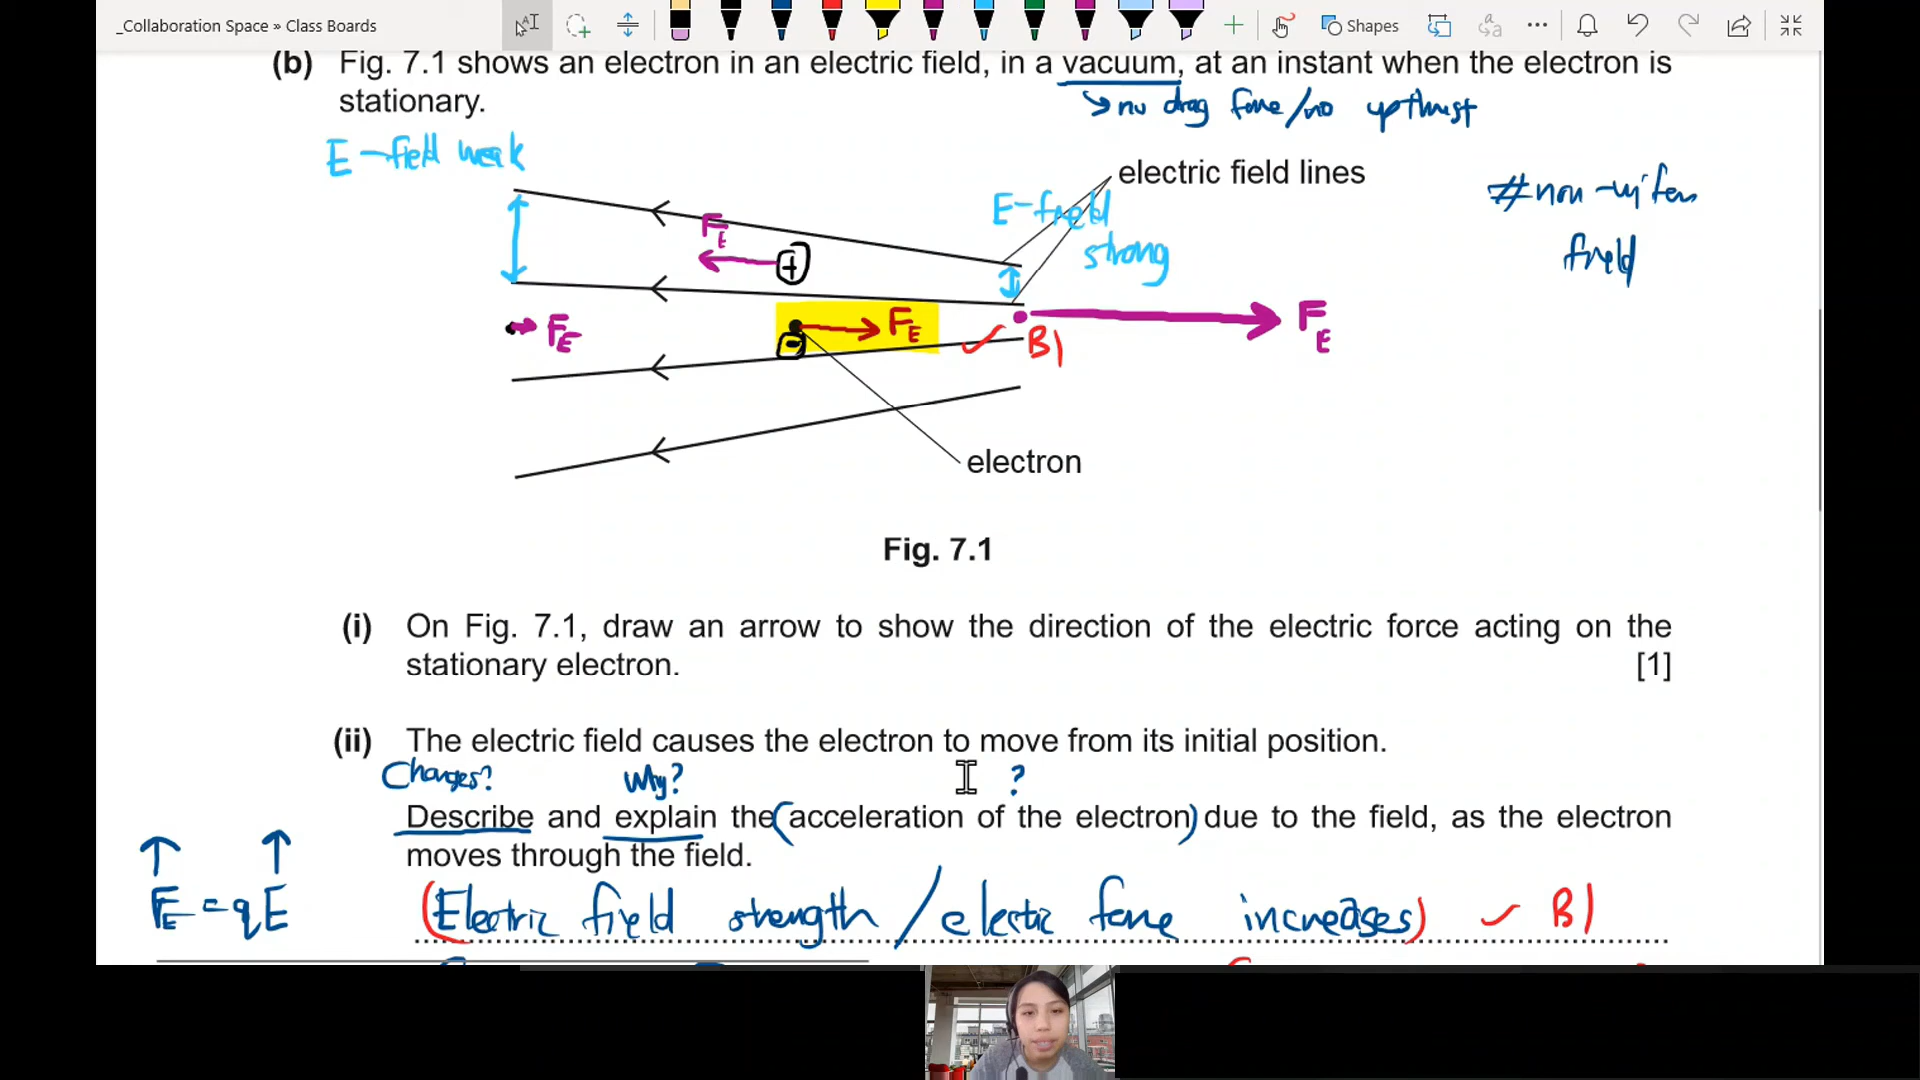 _Collaboration Space » Class Boards
Shapes
(b) Fig. 7.1 shows an electron in an electric field, in a vacuum, at an instant when the electron is
stationary.
↳ no drag force/no upthrust
E-field weak
electric field lines
E-field
strong
#non-uniform
field
F_E
+
F_E
-
F_E
B1
F_E
electron
Fig. 7.1
(i) On Fig. 7.1, draw an arrow to show the direction of the electric force acting on the
stationary electron. [1]
(ii) The electric field causes the electron to move from its initial position.
Changes? Why? ?
Describe and explain the (acceleration of the electron) due to the field, as the electron
moves through the field.
↑ ↑
F_E = qE
(Electric field strength / electric force increases) ✓ B1